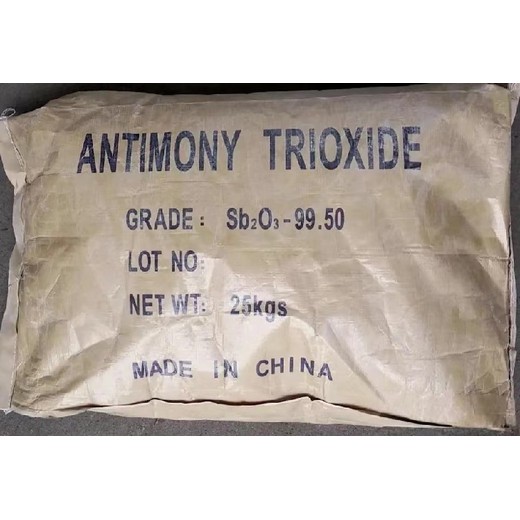 ANTIMONY TRIOXIDE
GRADE: Sb₂O₃-99.50
LOT NO:
NET WT: 25kgs
MADE IN CHINA